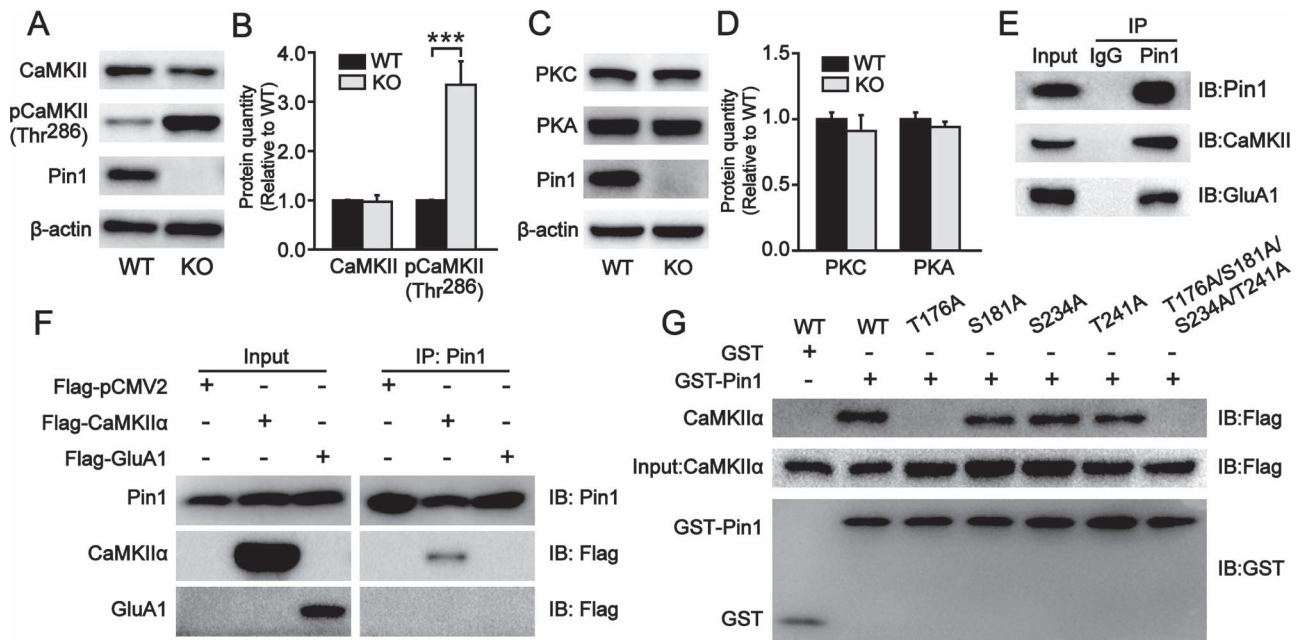 A
CaMKII
pCaMKII
(Thr286)
Pin1
β-actin
WT KO
B
Protein quantity
(Relative to WT)
4.0
3.0
2.0
1.0
0.0
WT
KO
***
CaMKII pCaMKII
(Thr286)
C
PKC
PKA
Pin1
β-actin
WT KO
D
Protein quantity
(Relative to WT)
1.5
1.0
0.5
0.0
WT
KO
PKC PKA
E
IP
Input IgG Pin1
IB:Pin1
IB:CaMKII
IB:GluA1
F
Input IP: Pin1
Flag-pCMV2 + - - + - -
Flag-CaMKIIα - + - - + -
Flag-GluA1 - - + - - +
Pin1 IB: Pin1
CaMKIIα IB: Flag
GluA1 IB: Flag
G
WT WT T176A S181A S234A T241A T176A/S181A/
S234A/T241A
GST + - - - - - -
GST-Pin1 - + + + + + +
CaMKIIα IB:Flag
Input:CaMKIIα IB:Flag
GST-Pin1
IB:GST
GST